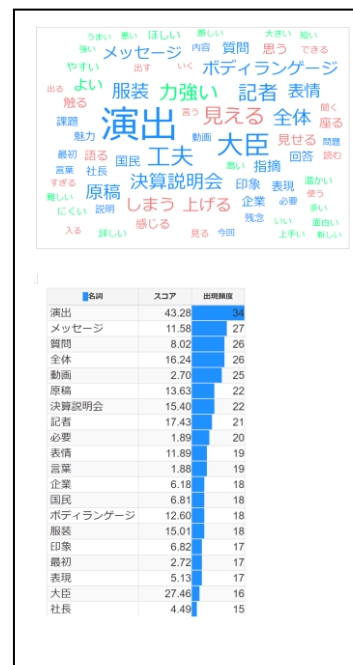 うまい 悪い ほしい 厳しい 大きい 短い
強い メッセージ 内容 質問 思う できる
やすい 出す いく ボディランゲージ
出る よい 服装 力強い 記者 表情
触る 言う 聞く
課題 演出 見える 全体 座る
魅力 動画 大臣 見せる 問題
最初 語る 国民 工夫 高い 指摘 回答 読む
言葉 社長 決算説明会 印象 表現 温かい
すぎる 使う
難しい 原稿 しまう 上げる 企業 必要 多い
にくい 説明 残念 いい 面白い
入る 詳しい 感じる 見る 今回 上手い 新しい
名詞 スコア 出現頻度
演出 43.28 34
メッセージ 11.58 27
質問 8.02 26
全体 16.24 26
動画 2.70 25
原稿 13.63 22
決算説明会 15.40 22
記者 17.43 21
必要 1.89 20
表情 11.89 19
言葉 1.88 19
企業 6.18 18
国民 6.81 18
ボディランゲージ 12.60 18
服装 15.01 18
印象 6.82 17
最初 2.72 17
表現 5.13 17
大臣 27.46 16
社長 4.49 15